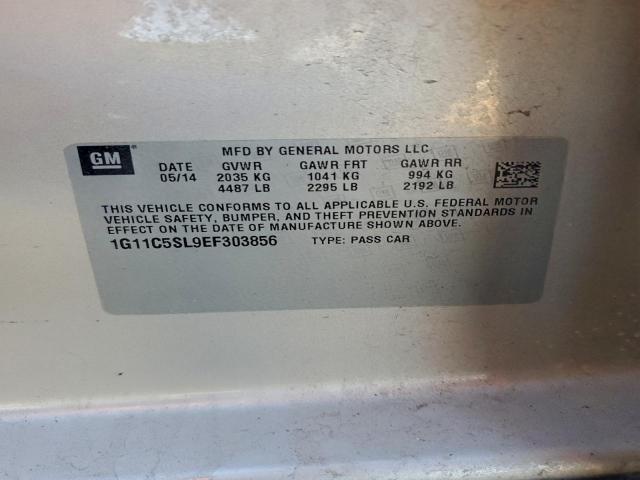 GM
MFD BY GENERAL MOTORS LLC
DATE GVWR GAWR FRT GAWR RR
05/14 2035 KG 1041 KG 994 KG
4487 LB 2295 LB 2192 LB
THIS VEHICLE CONFORMS TO ALL APPLICABLE U.S. FEDERAL MOTOR
VEHICLE SAFETY, BUMPER, AND THEFT PREVENTION STANDARDS IN
EFFECT ON THE DATE OF MANUFACTURE SHOWN ABOVE.
1G11C5SL9EF303856 TYPE: PASS CAR